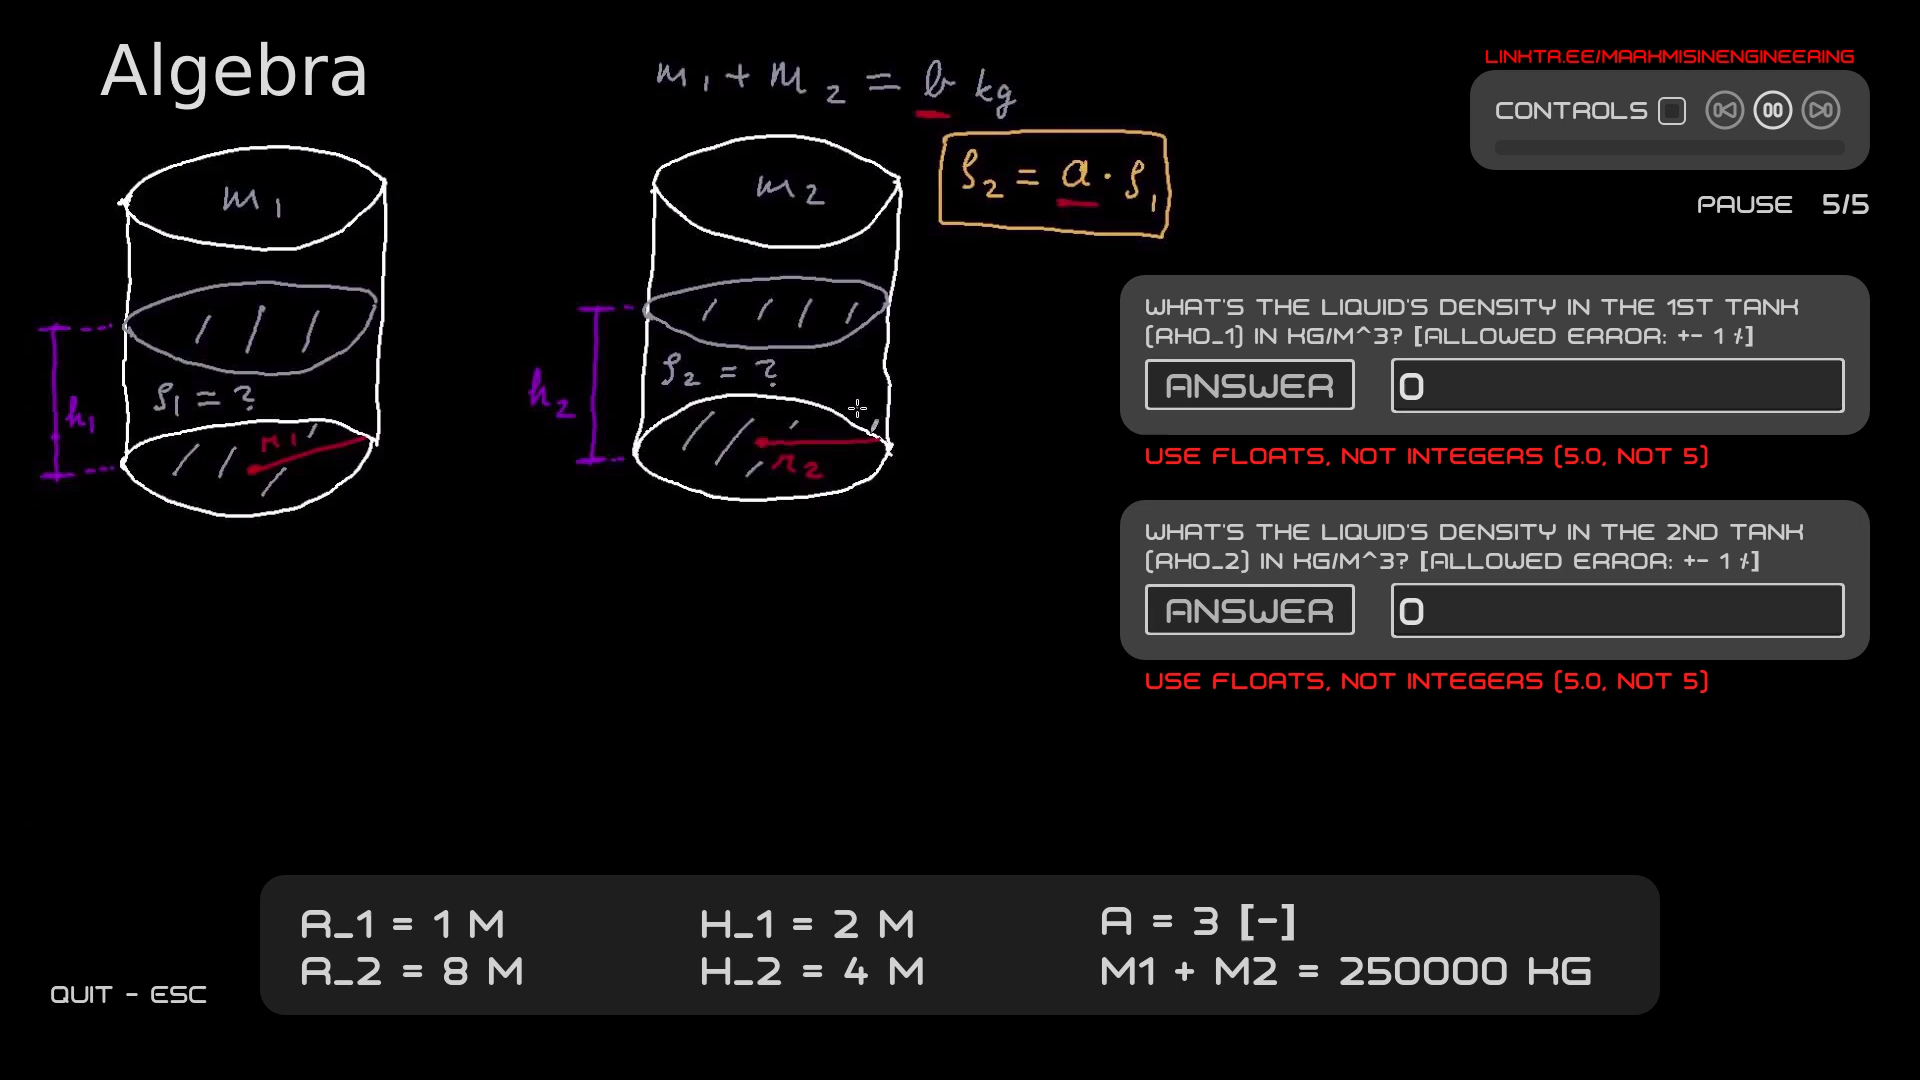 Algebra
m₁ + m₂ = b kg
LINKTR.EE/MARKMISINENGINEERING
CONTROLS
PAUSE 5/5
m₁
m₂
ρ₂ = a · ρ₁
WHAT'S THE LIQUID'S DENSITY IN THE 1ST TANK
(RHO_1) IN KG/M^3? [ALLOWED ERROR: +- 1 %]
ANSWER 0
USE FLOATS, NOT INTEGERS (5.0, NOT 5)
h₁
ρ₁ = ?
r₁
h₂
ρ₂ = ?
r₂
WHAT'S THE LIQUID'S DENSITY IN THE 2ND TANK
(RHO_2) IN KG/M^3? [ALLOWED ERROR: +- 1 %]
ANSWER 0
USE FLOATS, NOT INTEGERS (5.0, NOT 5)
R_1 = 1 M H_1 = 2 M A = 3 [-]
R_2 = 8 M H_2 = 4 M M1 + M2 = 250000 KG
QUIT - ESC